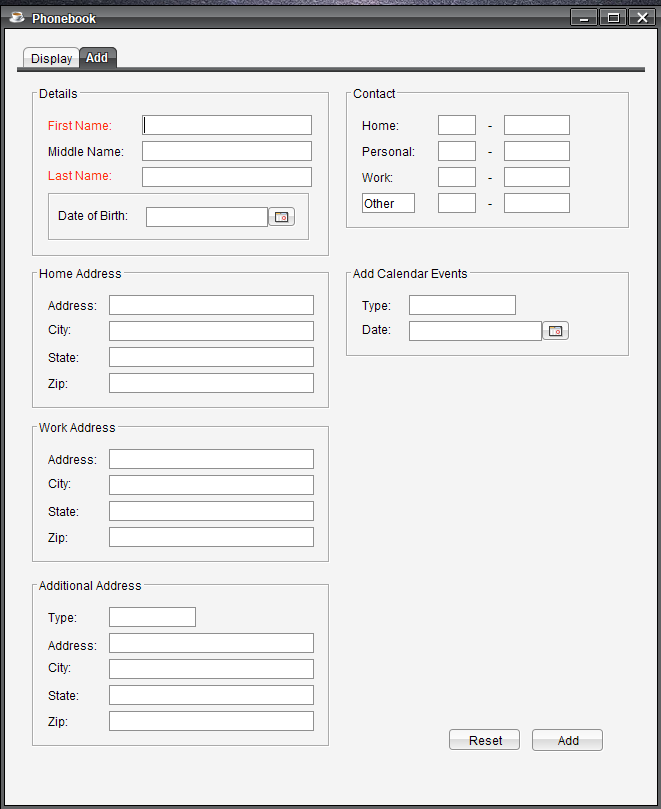 Phonebook
Display Add
Details
First Name:
Middle Name:
Last Name:
Date of Birth:
Contact
Home: -
Personal: -
Work: -
Other -
Home Address
Address:
City:
State:
Zip:
Add Calendar Events
Type:
Date:
Work Address
Address:
City:
State:
Zip:
Additional Address
Type:
Address:
City:
State:
Zip:
Reset Add